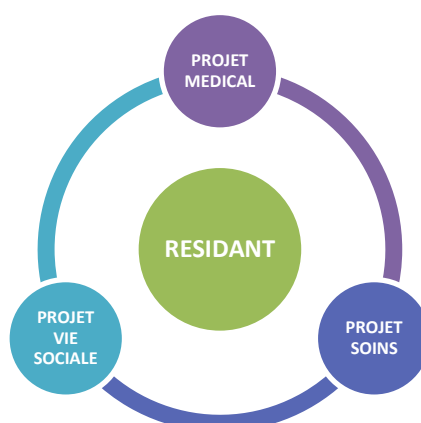 PROJET
MEDICAL
RESIDANT
PROJET
VIE
SOCIALE
PROJET
SOINS